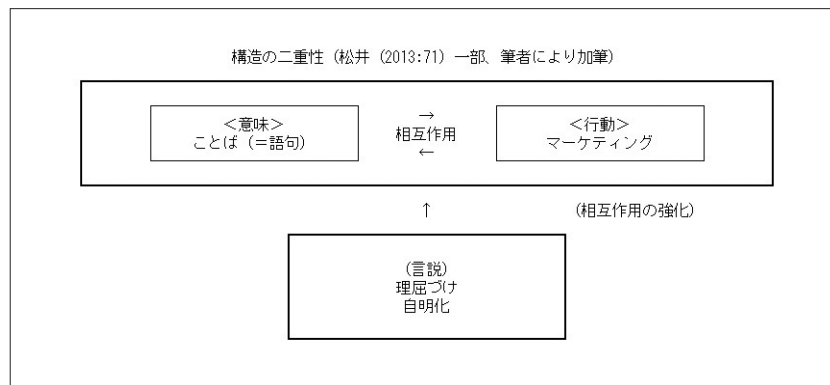 構造の二重性（松井（2013:71）一部、筆者により加筆）
＜意味＞
ことば（＝語句）
→
相互作用
←
＜行動＞
マーケティング
↑
（相互作用の強化）
（言説）
理屈づけ
自明化